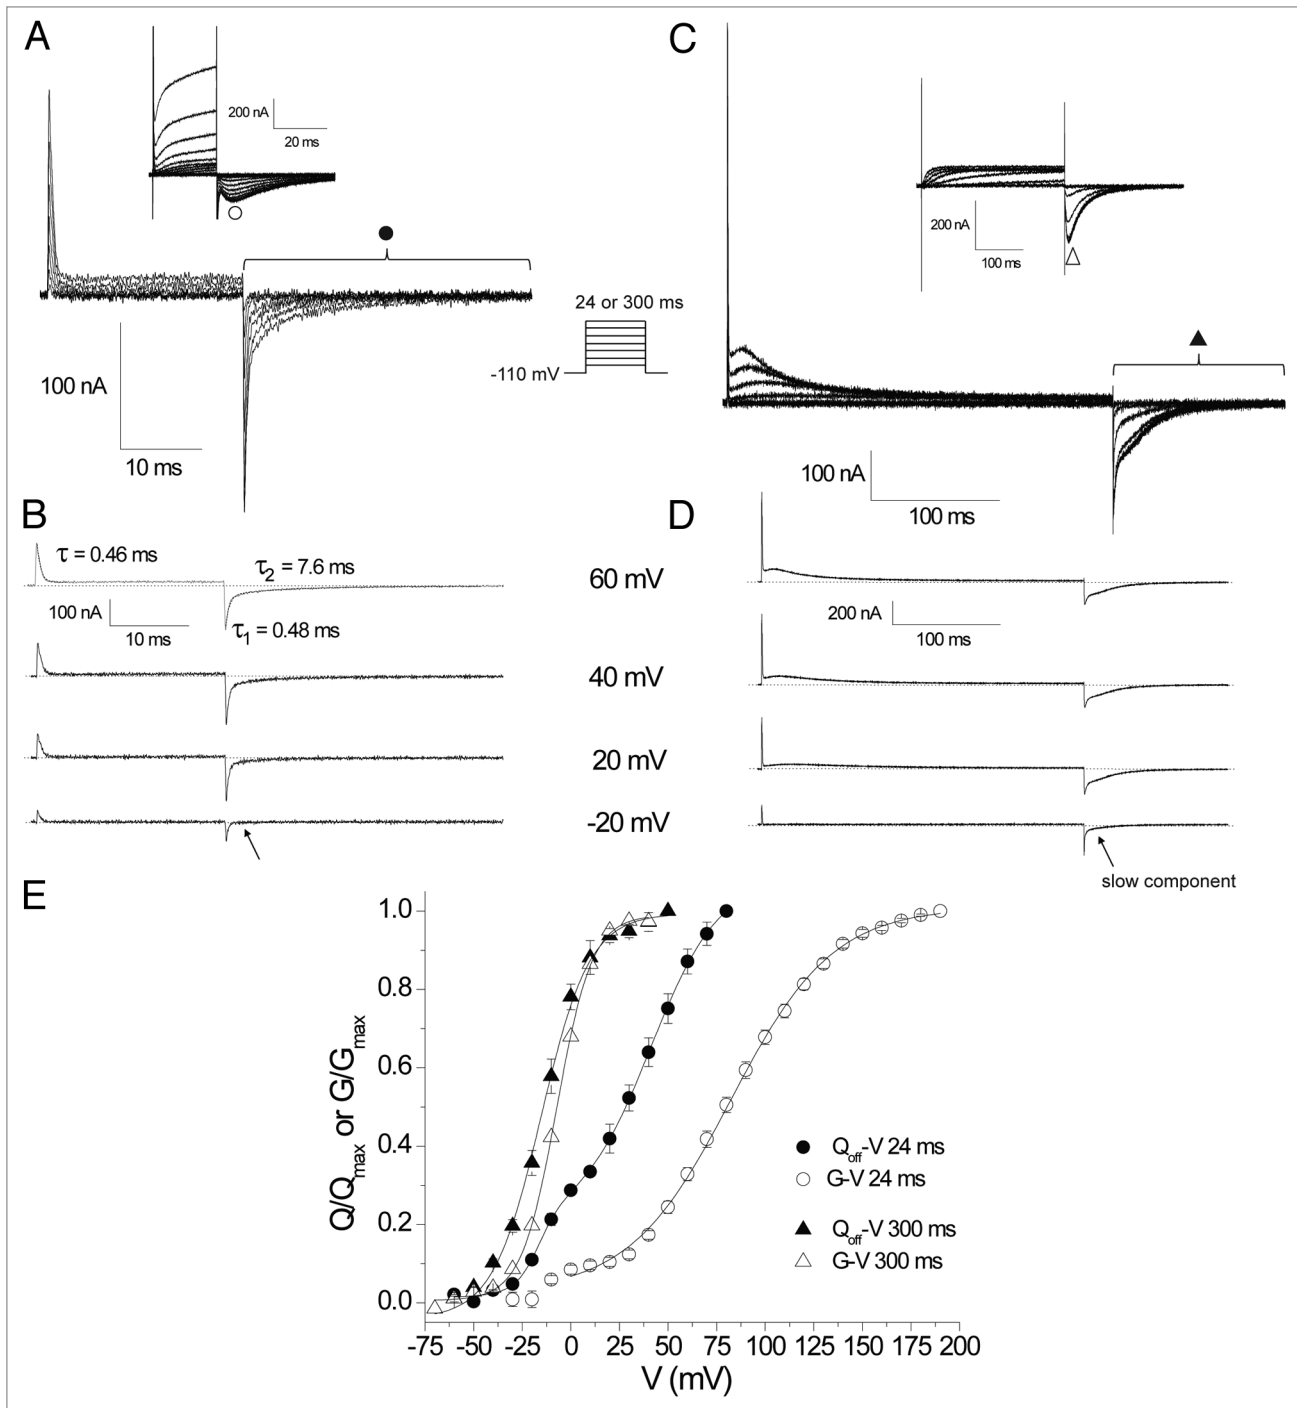 A
200 nA
20 ms
100 nA
10 ms
24 or 300 ms
-110 mV
C
200 nA
100 ms
100 nA
100 ms
B
τ = 0.46 ms
τ2 = 7.6 ms
100 nA
10 ms
τ1 = 0.48 ms
60 mV
40 mV
20 mV
-20 mV
D
200 nA
100 ms
slow component
E
Q/Qmax or G/Gmax
1.0
0.8
0.6
0.4
0.2
0.0
Qoff-V 24 ms
G-V 24 ms
Qoff-V 300 ms
G-V 300 ms
-75 -50 -25 0 25 50 75 100 125 150 175 200
V (mV)